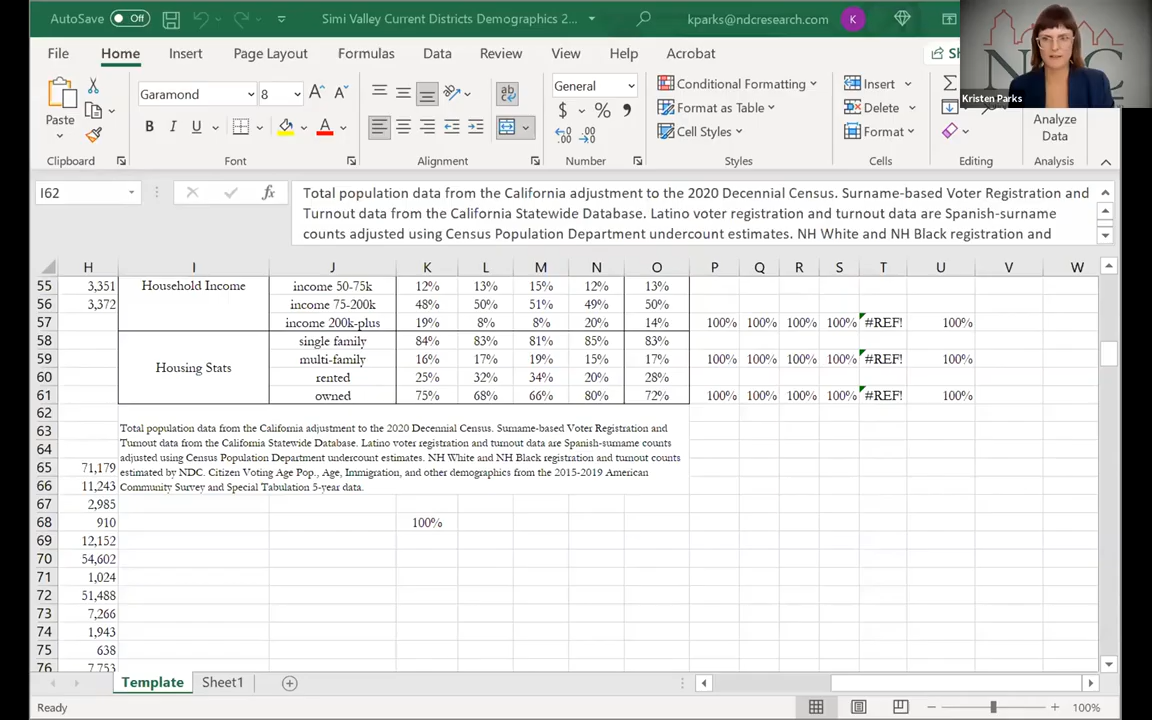 AutoSave Off Simi Valley Current Districts Demographics 2... kparks@ndcresearch.com K
File Home Insert Page Layout Formulas Data Review View Help Acrobat Sh
NDC
Kristen Parks
Paste
Garamond 8
B I U A
ab
General
$ % ,
Conditional Formatting
Format as Table
Cell Styles
Insert
Delete
Format
Analyze
Data
Clipboard Font Alignment Number Styles Cells Editing Analysis
I62 fx Total population data from the California adjustment to the 2020 Decennial Census. Surname-based Voter Registration and
Turnout data from the California Statewide Database. Latino voter registration and turnout data are Spanish-surname
counts adjusted using Census Population Department undercount estimates. NH White and NH Black registration and
H I J K L M N O P Q R S T U V W
55 3,351 Household Income income 50-75k 12% 13% 15% 12% 13%
56 3,372 income 75-200k 48% 50% 51% 49% 50%
57 income 200k-plus 19% 8% 8% 20% 14% 100% 100% 100% 100% #REF! 100%
58 single family 84% 83% 81% 85% 83%
59 Housing Stats multi-family 16% 17% 19% 15% 17% 100% 100% 100% 100% #REF! 100%
60 rented 25% 32% 34% 20% 28%
61 owned 75% 68% 66% 80% 72% 100% 100% 100% 100% #REF! 100%
62
63 Total population data from the California adjustment to the 2020 Decennial Census. Surname-based Voter Registration and
Turnout data from the California Statewide Database. Latino voter registration and turnout data are Spanish-surname
64 adjusted using Census Population Department undercount estimates. NH White and NH Black registration and turnout counts
65 71,179 estimated by NDC. Citizen Voting Age Pop., Age, Immigration, and other demographics from the 2015-2019 American
66 11,243 Community Survey and Special Tabulation 5-year data.
67 2,985
68 910 100%
69 12,152
70 54,602
71 1,024
72 51,488
73 7,266
74 1,943
75 638
76 7,753
Template Sheet1
Ready 100%